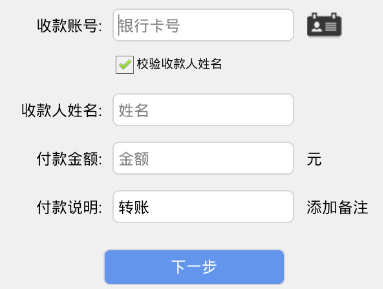 收款账号: 银行卡号
校验收款人姓名
收款人姓名: 姓名
付款金额: 金额 元
付款说明: 转账 添加备注
下一步